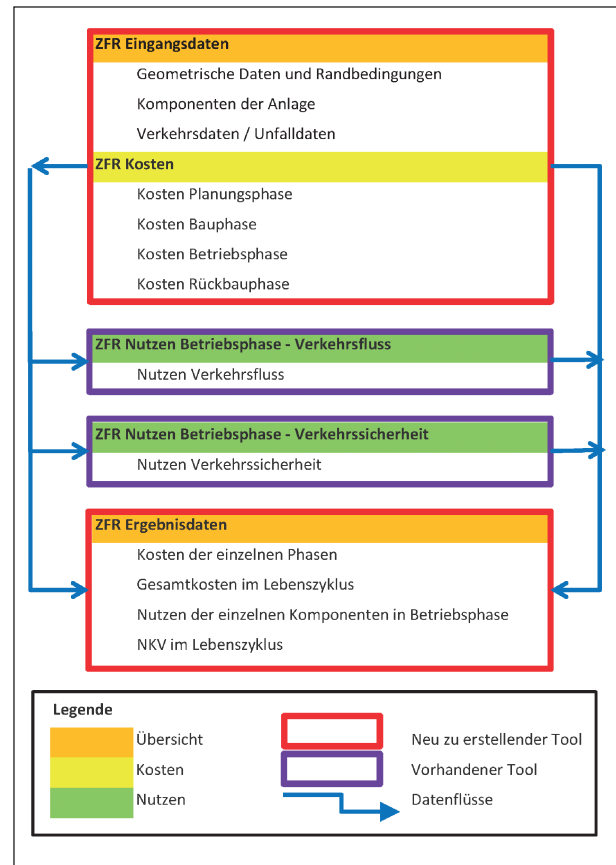 ZFR Eingangsdaten
Geometrische Daten und Randbedingungen
Komponenten der Anlage
Verkehrsdaten / Unfalldaten
ZFR Kosten
Kosten Planungsphase
Kosten Bauphase
Kosten Betriebsphase
Kosten Rückbauphase
ZFR Nutzen Betriebsphase - Verkehrsfluss
Nutzen Verkehrsfluss
ZFR Nutzen Betriebsphase - Verkehrssicherheit
Nutzen Verkehrssicherheit
ZFR Ergebnisdaten
Kosten der einzelnen Phasen
Gesamtkosten im Lebenszyklus
Nutzen der einzelnen Komponenten in Betriebsphase
NKV im Lebenszyklus
Legende
Übersicht
Neu zu erstellender Tool
Kosten
Vorhandener Tool
Nutzen
Datenflüsse